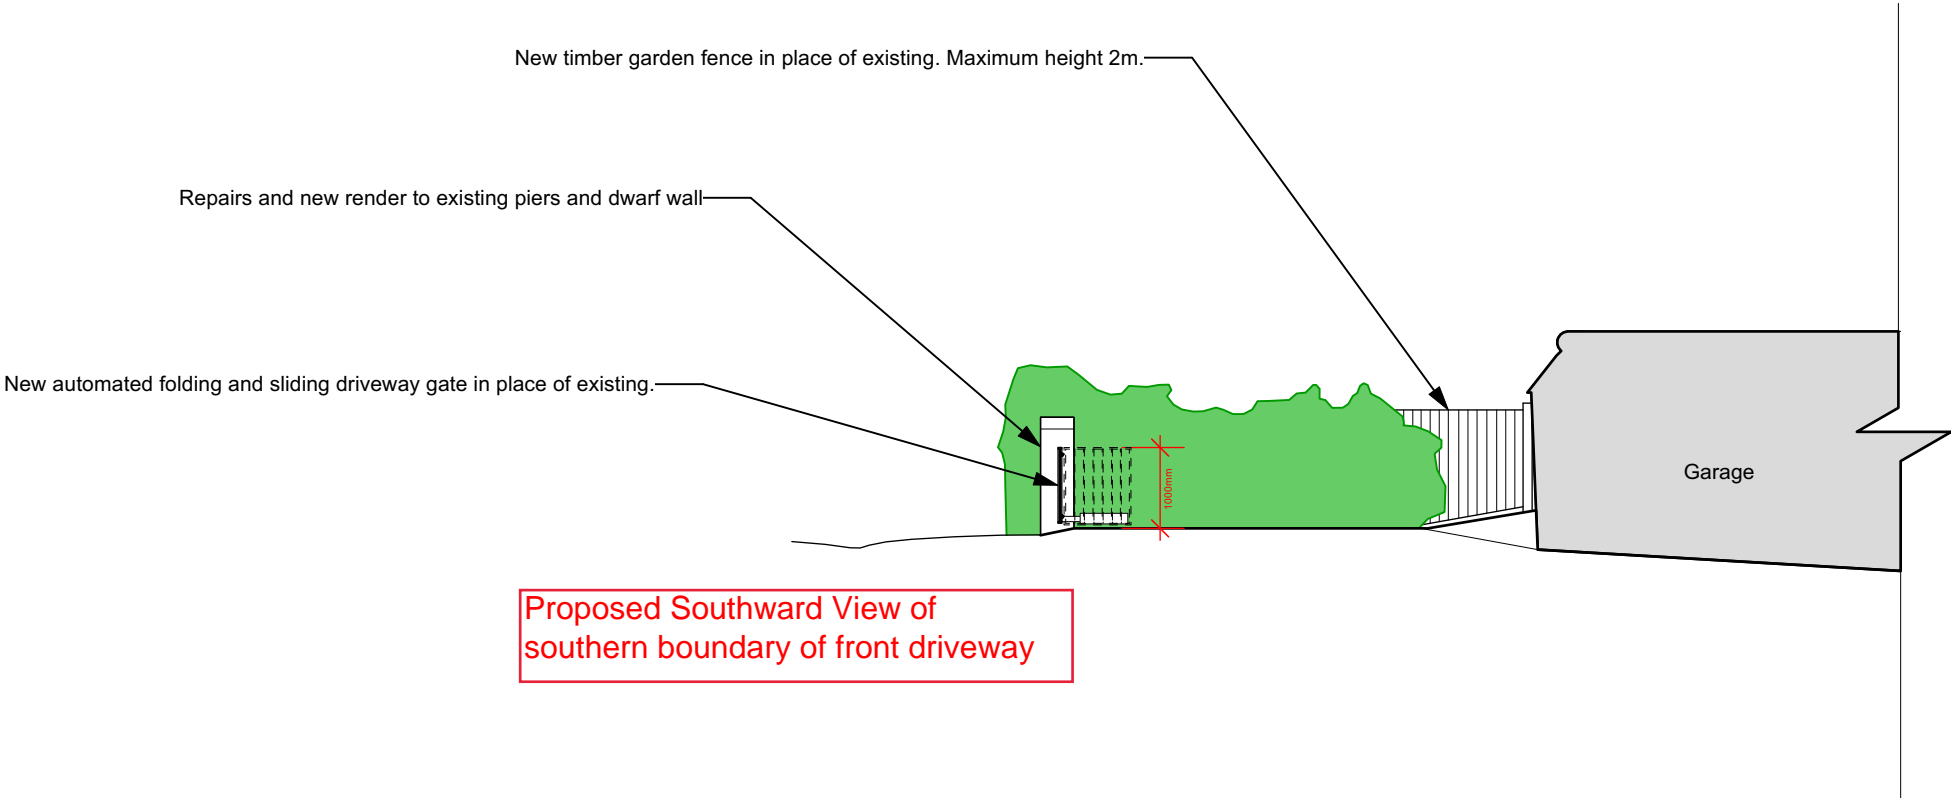 New timber garden fence in place of existing. Maximum height 2m.
Repairs and new render to existing piers and dwarf wall
New automated folding and sliding driveway gate in place of existing.
Garage
1000mm
Proposed Southward View of
southern boundary of front driveway